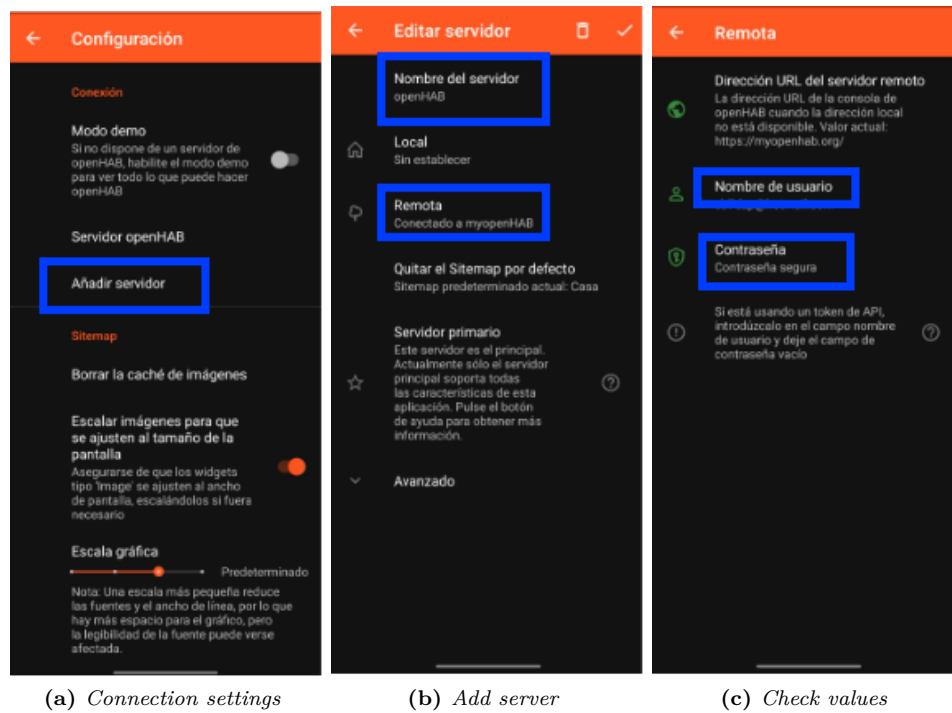 Configuración
Conexión
Modo demo
Si no dispone de un servidor de
openHAB, habilite el modo demo
para ver todo lo que puede hacer
openHAB
Servidor openHAB
Añadir servidor
Sitemap
Borrar la caché de imágenes
Escalar imágenes para que
se ajusten al tamaño de la
pantalla
Asegurarse de que los widgets
tipo 'Image' se ajusten al ancho
de pantalla, escalándolos si fuera
necesario
Escala gráfica
Predeterminado
Nota: Una escala más pequeña reduce
las fuentes y el ancho de línea, por lo que
hay más espacio para el gráfico, pero
la legibilidad de la fuente puede verse
afectada.
(a) Connection settings
Editar servidor
Nombre del servidor
openHAB
Local
Sin establecer
Remota
Conectado a myopenHAB
Quitar el Sitemap por defecto
Sitemap predeterminado actual: Casa
Servidor primario
Este servidor es el principal.
Actualmente sólo el servidor
principal soporta todas
las características de esta
aplicación. Pulse el botón
de ayuda para obtener más
información.
Avanzado
(b) Add server
Remota
Dirección URL del servidor remoto
La dirección URL de la consola de
openHAB cuando la dirección local
no está disponible. Valor actual:
https://myopenhab.org/
Nombre de usuario
Contraseña
Contraseña segura
Si está usando un token de API,
introdúzcalo en el campo nombre
de usuario y deje el campo de
contraseña vacío
(c) Check values